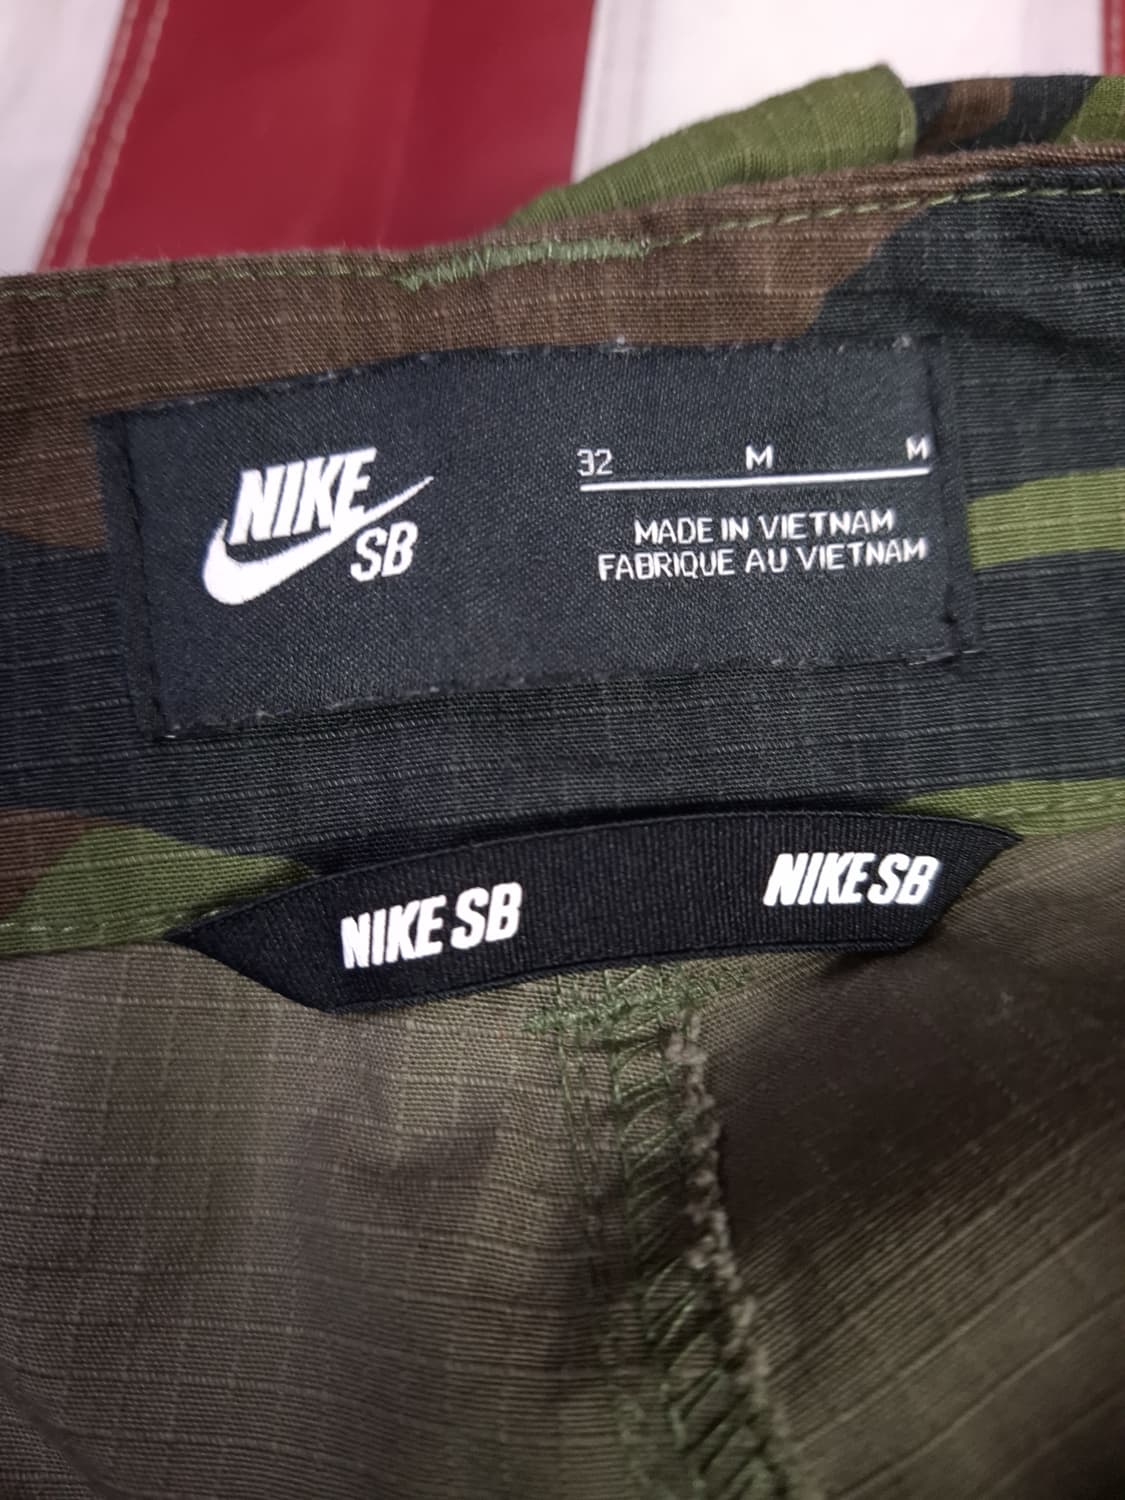 NIKE
SB
32 M M
MADE IN VIETNAM
FABRIQUE AU VIETNAM
NIKE SB NIKE SB